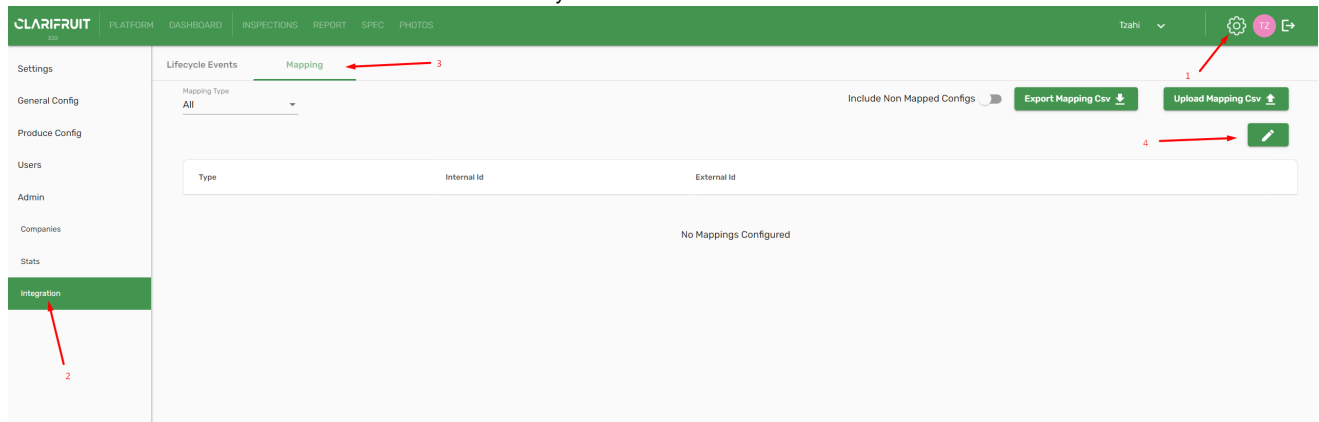 CLARIFRUIT PLATFORM DASHBOARD INSPECTIONS REPORT SPEC PHOTOS Tzahi TZ
Settings
General Config
Produce Config
Users
Admin
Companies
Stats
Integration
2
Lifecycle Events Mapping 3
1
Mapping Type
All
Include Non Mapped Configs Export Mapping Csv Upload Mapping Csv
4
Type Internal Id External Id
No Mappings Configured